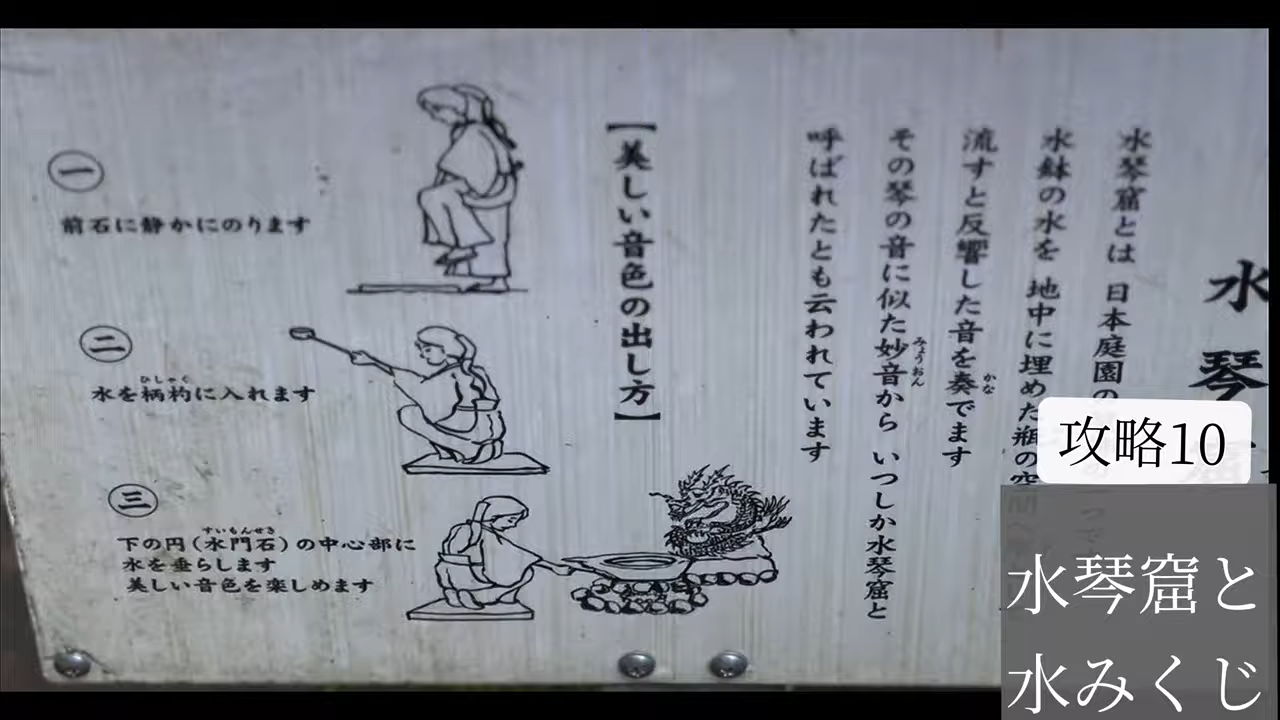 水琴
水琴窟とは 日本庭園の
水鉢の水を 地中に埋めた瓶の空間へ
流すと反響した音を奏でます
かな
その琴の音に似た妙音から いつしか水琴窟と
みょうおん
呼ばれたとも云われています
【美しい音色の出し方】
一
前石に静かにのります
二
ひしゃく
水を柄杓に入れます
三
すいもんせき
下の円(水門石)の中心部に
水を垂らします
美しい音色を楽しめます
攻略10
水琴窟と
水みくじ